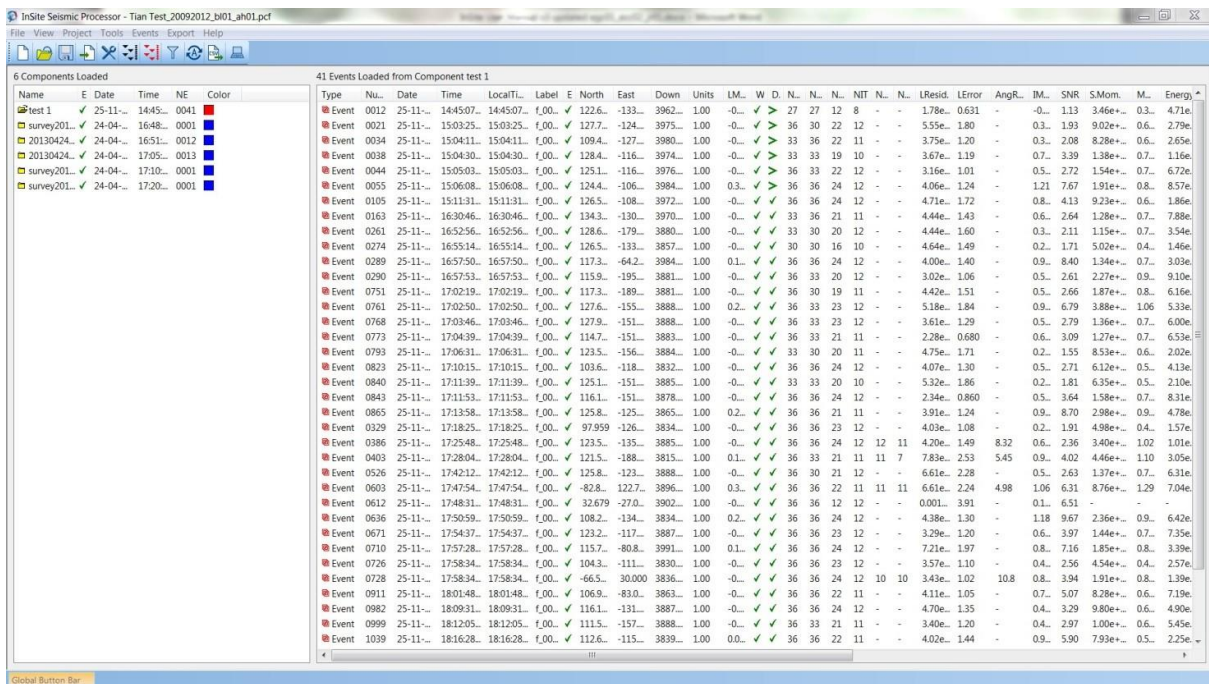 InSite Seismic Processor - Tian Test_20092012_bl01_ah01.pcf
File View Project Tools Events Export Help
6 Components Loaded
Name E Date Time NE Color
test 1 25-11-... 14:45:... 0041
survey201... 24-04-... 16:48:... 0001
20130424... 24-04-... 16:51:... 0012
20130424... 24-04-... 17:05:... 0013
survey201... 24-04-... 17:10:... 0001
survey201... 24-04-... 17:20:... 0001
41 Events Loaded from Component test 1
Type Nu... Date Time LocalTi... Label E North East Down Units LM... W D. N... N... N... NIT N... N... LResid. LError AngR... IM... SNR S.Mom. M... Energy
Event 0012 25-11-... 14:45:07... 14:45:07... f_00... ✓ 122.6... -133... 3962... 1.00 -0... ✓ > 27 27 12 8 - - 1.78e... 0.631 - -0... 1.13 3.46e+... 0.3... 4.71e.
Event 0021 25-11-... 15:03:25... 15:03:25... f_00... ✓ 127.7... -124... 3975... 1.00 -0... ✓ > 36 30 22 12 - - 5.55e... 1.80 - 0.3... 1.93 9.02e+... 0.6... 2.79e.
Event 0034 25-11-... 15:04:11... 15:04:11... f_00... ✓ 109.4... -127... 3980... 1.00 -0... ✓ > 33 36 22 11 - - 3.75e... 1.20 - 0.3... 2.08 8.28e+... 0.6... 2.65e.
Event 0038 25-11-... 15:04:30... 15:04:30... f_00... ✓ 128.4... -116... 3974... 1.00 -0... ✓ > 33 33 19 10 - - 3.67e... 1.19 - 0.7... 3.39 1.38e+... 0.7... 1.16e.
Event 0044 25-11-... 15:05:03... 15:05:03... f_00... ✓ 125.1... -116... 3976... 1.00 -0... ✓ > 36 33 22 12 - - 3.16e... 1.01 - 0.5... 2.72 1.54e+... 0.7... 6.72e.
Event 0055 25-11-... 15:06:08... 15:06:08... f_00... ✓ 124.4... -106... 3984... 1.00 0.3... ✓ > 36 36 24 12 - - 4.06e... 1.24 - 1.21 7.67 1.91e+... 0.8... 8.57e.
Event 0105 25-11-... 15:11:31... 15:11:31... f_00... ✓ 126.5... -108... 3972... 1.00 -0... ✓ ✓ 36 36 24 12 - - 4.71e... 1.72 - 0.8... 4.13 9.23e+... 0.6... 1.86e.
Event 0163 25-11-... 16:30:46... 16:30:46... f_00... ✓ 134.3... -130... 3970... 1.00 -0... ✓ ✓ 33 36 21 11 - - 4.44e... 1.43 - 0.6... 2.64 1.28e+... 0.7... 7.88e.
Event 0261 25-11-... 16:52:56... 16:52:56... f_00... ✓ 128.6... -179... 3880... 1.00 -0... ✓ ✓ 33 30 20 12 - - 4.44e... 1.60 - 0.3... 2.11 1.15e+... 0.7... 3.54e.
Event 0274 25-11-... 16:55:14... 16:55:14... f_00... ✓ 126.5... -133... 3857... 1.00 -0... ✓ ✓ 30 30 16 10 - - 4.64e... 1.49 - 0.2... 1.71 5.02e+... 0.4... 1.46e.
Event 0289 25-11-... 16:57:50... 16:57:50... f_00... ✓ 117.3... -64.2... 3984... 1.00 0.1... ✓ ✓ 36 36 24 12 - - 4.00e... 1.40 - 0.9... 8.40 1.34e+... 0.7... 3.03e.
Event 0290 25-11-... 16:57:53... 16:57:53... f_00... ✓ 115.9... -195... 3881... 1.00 -0... ✓ ✓ 36 33 20 12 - - 3.02e... 1.06 - 0.5... 2.61 2.27e+... 0.9... 9.10e.
Event 0751 25-11-... 17:02:19... 17:02:19... f_00... ✓ 117.3... -189... 3881... 1.00 -0... ✓ ✓ 36 30 19 11 - - 4.42e... 1.51 - 0.5... 2.66 1.87e+... 0.8... 6.16e.
Event 0761 25-11-... 17:02:50... 17:02:50... f_00... ✓ 127.6... -155... 3888... 1.00 0.2... ✓ ✓ 36 33 23 12 - - 5.18e... 1.84 - 0.9... 6.79 3.88e+... 1.06 5.33e.
Event 0768 25-11-... 17:03:46... 17:03:46... f_00... ✓ 127.9... -151... 3888... 1.00 -0... ✓ ✓ 36 33 23 12 - - 3.61e... 1.29 - 0.5... 2.79 1.36e+... 0.7... 6.00e.
Event 0773 25-11-... 17:04:39... 17:04:39... f_00... ✓ 114.7... -151... 3883... 1.00 -0... ✓ ✓ 36 33 21 11 - - 2.28e... 0.680 - 0.6... 3.09 1.27e+... 0.7... 6.53e.
Event 0793 25-11-... 17:06:31... 17:06:31... f_00... ✓ 123.5... -156... 3884... 1.00 -0... ✓ ✓ 33 30 20 11 - - 4.75e... 1.71 - 0.2... 1.55 8.53e+... 0.6... 2.02e.
Event 0823 25-11-... 17:10:15... 17:10:15... f_00... ✓ 103.6... -118... 3832... 1.00 -0... ✓ ✓ 36 36 24 12 - - 4.07e... 1.30 - 0.5... 2.71 6.12e+... 0.5... 4.13e.
Event 0840 25-11-... 17:11:39... 17:11:39... f_00... ✓ 125.1... -151... 3885... 1.00 -0... ✓ ✓ 33 33 20 10 - - 5.32e... 1.86 - 0.2... 1.81 6.35e+... 0.5... 2.10e.
Event 0843 25-11-... 17:11:53... 17:11:53... f_00... ✓ 116.1... -151... 3878... 1.00 -0... ✓ ✓ 36 36 24 12 - - 2.34e... 0.860 - 0.5... 3.64 1.58e+... 0.7... 8.31e.
Event 0865 25-11-... 17:13:58... 17:13:58... f_00... ✓ 125.8... -125... 3865... 1.00 0.2... ✓ ✓ 36 36 21 11 - - 3.91e... 1.24 - 0.9... 8.70 2.98e+... 0.9... 4.78e.
Event 0329 25-11-... 17:18:25... 17:18:25... f_00... ✓ 97.959 -126... 3834... 1.00 -0... ✓ ✓ 36 36 23 12 - - 4.03e... 1.08 - 0.2... 1.91 4.98e+... 0.4... 1.57e.
Event 0386 25-11-... 17:25:48... 17:25:48... f_00... ✓ 123.5... -135... 3885... 1.00 -0... ✓ ✓ 36 36 24 12 12 11 4.20e... 1.49 8.32 0.6... 2.36 3.40e+... 1.02 1.01e.
Event 0403 25-11-... 17:28:04... 17:28:04... f_00... ✓ 121.5... -188... 3815... 1.00 0.1... ✓ ✓ 36 33 21 11 11 7 7.83e... 2.53 5.45 0.9... 4.02 4.46e+... 1.10 3.05e.
Event 0526 25-11-... 17:42:12... 17:42:12... f_00... ✓ 125.8... -123... 3888... 1.00 -0... ✓ ✓ 36 30 21 12 - - 6.61e... 2.28 - 0.5... 2.63 1.37e+... 0.7... 6.31e.
Event 0603 25-11-... 17:47:54... 17:47:54... f_00... ✓ -82.8... 122.7... 3896... 1.00 0.3... ✓ ✓ 36 36 22 11 11 11 6.61e... 2.24 4.98 1.06 6.31 8.76e+... 1.29 7.04e.
Event 0612 25-11-... 17:48:31... 17:48:31... f_00... ✓ 32.679 -27.0... 3902... 1.00 -0... ✓ ✓ 36 36 12 12 - - 0.001... 3.91 - 0.1... 6.51 - - -
Event 0636 25-11-... 17:50:59... 17:50:59... f_00... ✓ 108.2... -134... 3834... 1.00 0.2... ✓ ✓ 36 36 24 12 - - 4.38e... 1.30 - 1.18 9.67 2.36e+... 0.9... 6.42e.
Event 0671 25-11-... 17:54:37... 17:54:37... f_00... ✓ 123.2... -117... 3887... 1.00 -0... ✓ ✓ 36 36 23 12 - - 3.29e... 1.20 - 0.6... 3.97 1.44e+... 0.7... 7.35e.
Event 0710 25-11-... 17:57:28... 17:57:28... f_00... ✓ 115.7... -80.8... 3991... 1.00 0.1... ✓ ✓ 36 36 24 12 - - 7.21e... 1.97 - 0.8... 7.16 1.85e+... 0.8... 3.39e.
Event 0726 25-11-... 17:58:34... 17:58:34... f_00... ✓ 104.3... -111... 3830... 1.00 -0... ✓ ✓ 36 36 23 12 - - 3.57e... 1.10 - 0.4... 2.56 4.54e+... 0.4... 2.57e.
Event 0728 25-11-... 17:58:34... 17:58:34... f_00... ✓ -66.5... 30.000 3836... 1.00 -0... ✓ ✓ 36 36 24 12 10 10 3.43e... 1.02 10.8 0.8... 3.94 1.91e+... 0.8... 1.39e.
Event 0911 25-11-... 18:01:48... 18:01:48... f_00... ✓ 106.9... -83.0... 3863... 1.00 -0... ✓ ✓ 36 36 22 11 - - 4.11e... 1.05 - 0.7... 5.07 8.28e+... 0.6... 7.19e.
Event 0982 25-11-... 18:09:31... 18:09:31... f_00... ✓ 116.1... -131... 3887... 1.00 -0... ✓ ✓ 36 36 24 12 - - 4.70e... 1.35 - 0.4... 3.29 9.80e+... 0.6... 4.90e.
Event 0999 25-11-... 18:12:05... 18:12:05... f_00... ✓ 111.5... -157... 3888... 1.00 -0... ✓ ✓ 36 33 21 11 - - 3.40e... 1.20 - 0.4... 2.97 1.00e+... 0.6... 5.45e.
Event 1039 25-11-... 18:16:28... 18:16:28... f_00... ✓ 112.6... -115... 3839... 1.00 0.0... ✓ ✓ 36 36 22 11 - - 4.02e... 1.44 - 0.9... 5.90 7.93e+... 0.5... 2.25e.
Global Button Bar